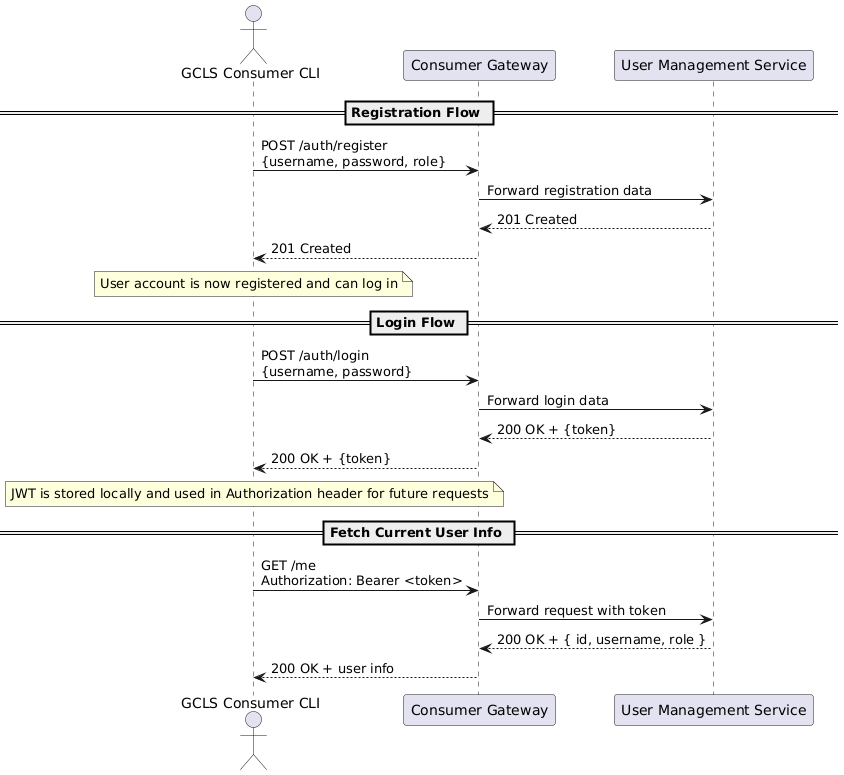 GCLS Consumer CLI
Consumer Gateway
User Management Service
Registration Flow
POST /auth/register
{username, password, role}
Forward registration data
201 Created
201 Created
User account is now registered and can log in
Login Flow
POST /auth/login
{username, password}
Forward login data
200 OK + {token}
200 OK + {token}
JWT is stored locally and used in Authorization header for future requests
Fetch Current User Info
GET /me
Authorization: Bearer <token>
Forward request with token
200 OK + { id, username, role }
200 OK + user info
GCLS Consumer CLI
Consumer Gateway
User Management Service